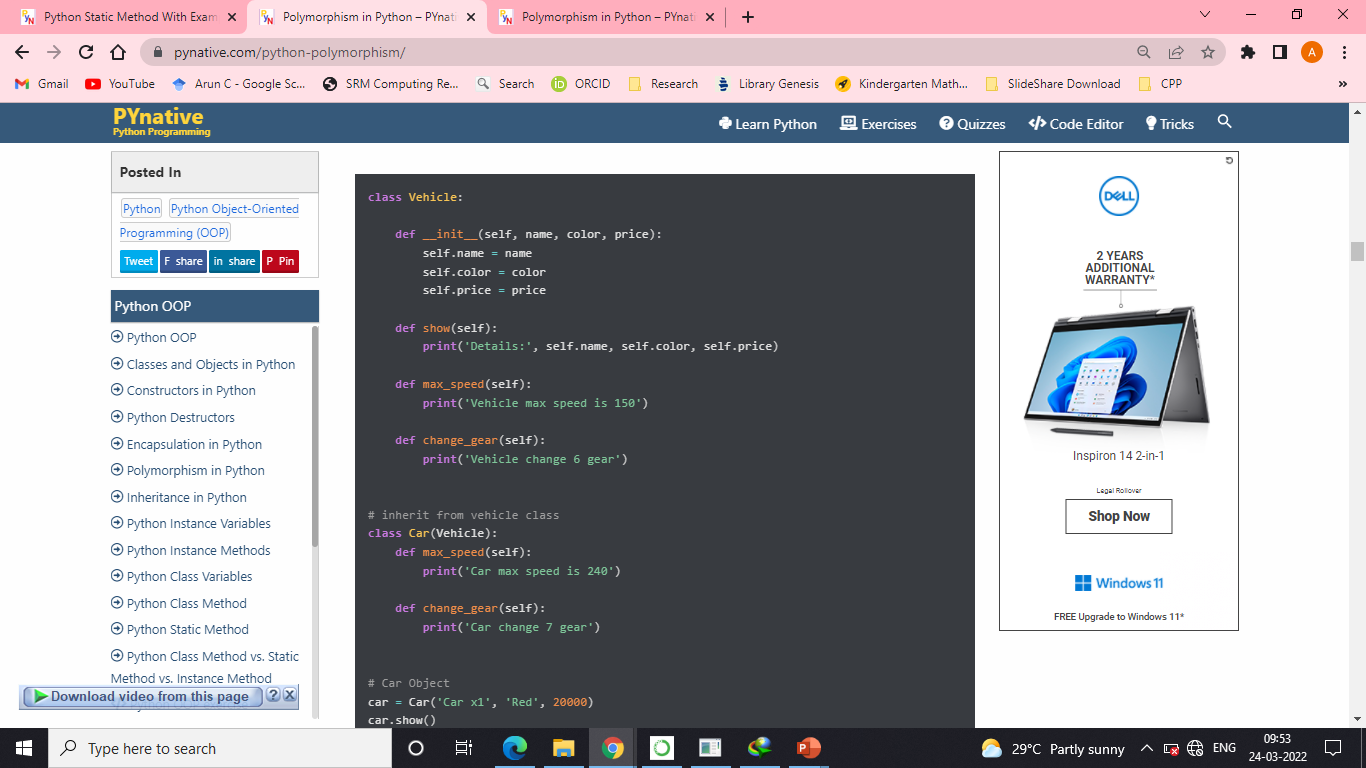 Python Static Method With Exam
Polymorphism in Python – PYnati
Polymorphism in Python – PYnati
pynative.com/python-polymorphism/
A
Gmail
YouTube
Arun C - Google Sc...
SRM Computing Re...
Search
ORCID
Research
Library Genesis
Kindergarten Math...
SlideShare Download
CPP
»
PYnative
Python Programming
Learn Python
Exercises
Quizzes
Code Editor
Tricks
Posted In
Python Python Object-Oriented
Programming (OOP)
Tweet F share in share P Pin
Python OOP
Python OOP
Classes and Objects in Python
Constructors in Python
Python Destructors
Encapsulation in Python
Polymorphism in Python
Inheritance in Python
Python Instance Variables
Python Instance Methods
Python Class Variables
Python Class Method
Python Static Method
Python Class Method vs. Static
Method vs. Instance Method
Download video from this page ? X
class Vehicle:
def __init__(self, name, color, price):
self.name = name
self.color = color
self.price = price
def show(self):
print('Details:', self.name, self.color, self.price)
def max_speed(self):
print('Vehicle max speed is 150')
def change_gear(self):
print('Vehicle change 6 gear')
# inherit from vehicle class
class Car(Vehicle):
def max_speed(self):
print('Car max speed is 240')
def change_gear(self):
print('Car change 7 gear')
# Car Object
car = Car('Car x1', 'Red', 20000)
car.show()
DELL
2 YEARS
ADDITIONAL
WARRANTY*
Inspiron 14 2-in-1
Legal Rollover
Shop Now
Windows 11
FREE Upgrade to Windows 11*
Type here to search
29°C Partly sunny
ENG
09:53
24-03-2022